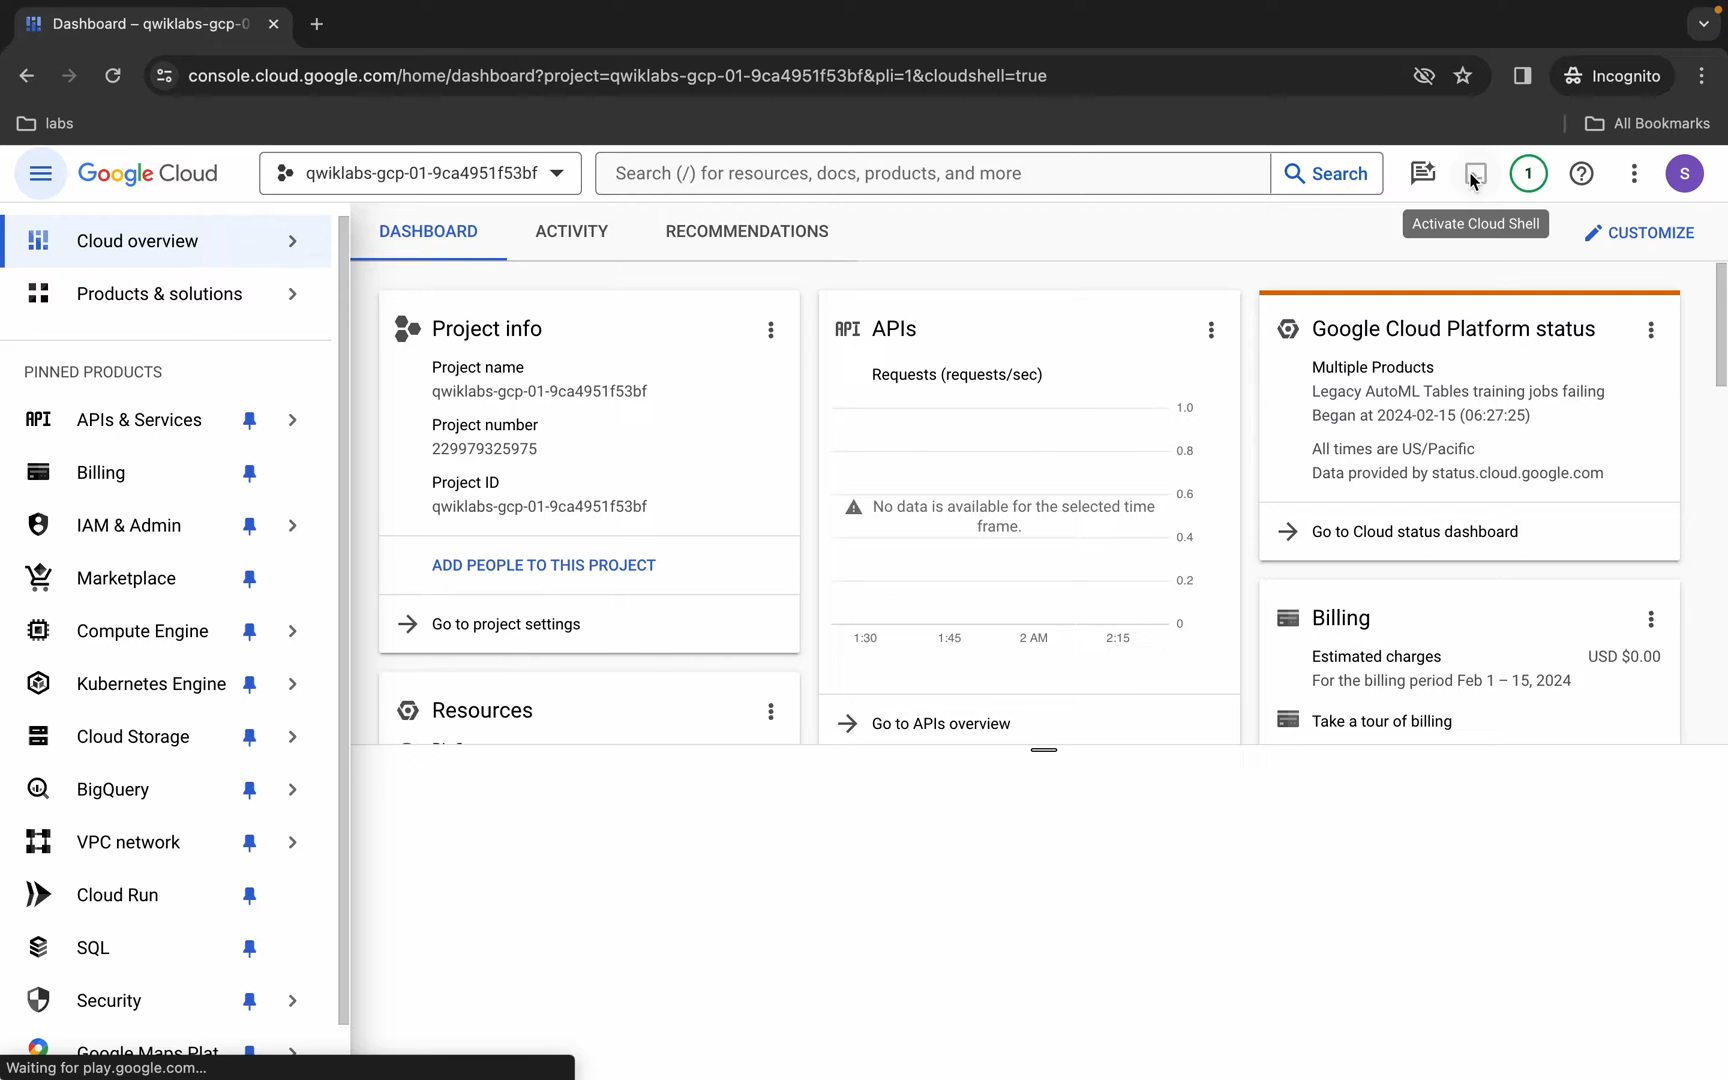 Dashboard – qwiklabs-gcp-0
console.cloud.google.com/home/dashboard?project=qwiklabs-gcp-01-9ca4951f53bf&pli=1&cloudshell=true
Incognito
labs
All Bookmarks
Google Cloud
qwiklabs-gcp-01-9ca4951f53bf
Search (/) for resources, docs, products, and more
Search
1
S
Activate Cloud Shell
Cloud overview
Products & solutions
PINNED PRODUCTS
API APIs & Services
Billing
IAM & Admin
Marketplace
Compute Engine
Kubernetes Engine
Cloud Storage
BigQuery
VPC network
Cloud Run
SQL
Security
Google Maps Plat
Waiting for play.google.com...
DASHBOARD
ACTIVITY
RECOMMENDATIONS
CUSTOMIZE
Project info
Project name
qwiklabs-gcp-01-9ca4951f53bf
Project number
229979325975
Project ID
qwiklabs-gcp-01-9ca4951f53bf
ADD PEOPLE TO THIS PROJECT
Go to project settings
Resources
API APIs
Requests (requests/sec)
1.0
0.8
0.6
No data is available for the selected time
frame.
0.4
0.2
0
1:30
1:45
2 AM
2:15
Go to APIs overview
Google Cloud Platform status
Multiple Products
Legacy AutoML Tables training jobs failing
Began at 2024-02-15 (06:27:25)
All times are US/Pacific
Data provided by status.cloud.google.com
Go to Cloud status dashboard
Billing
Estimated charges
USD $0.00
For the billing period Feb 1 – 15, 2024
Take a tour of billing